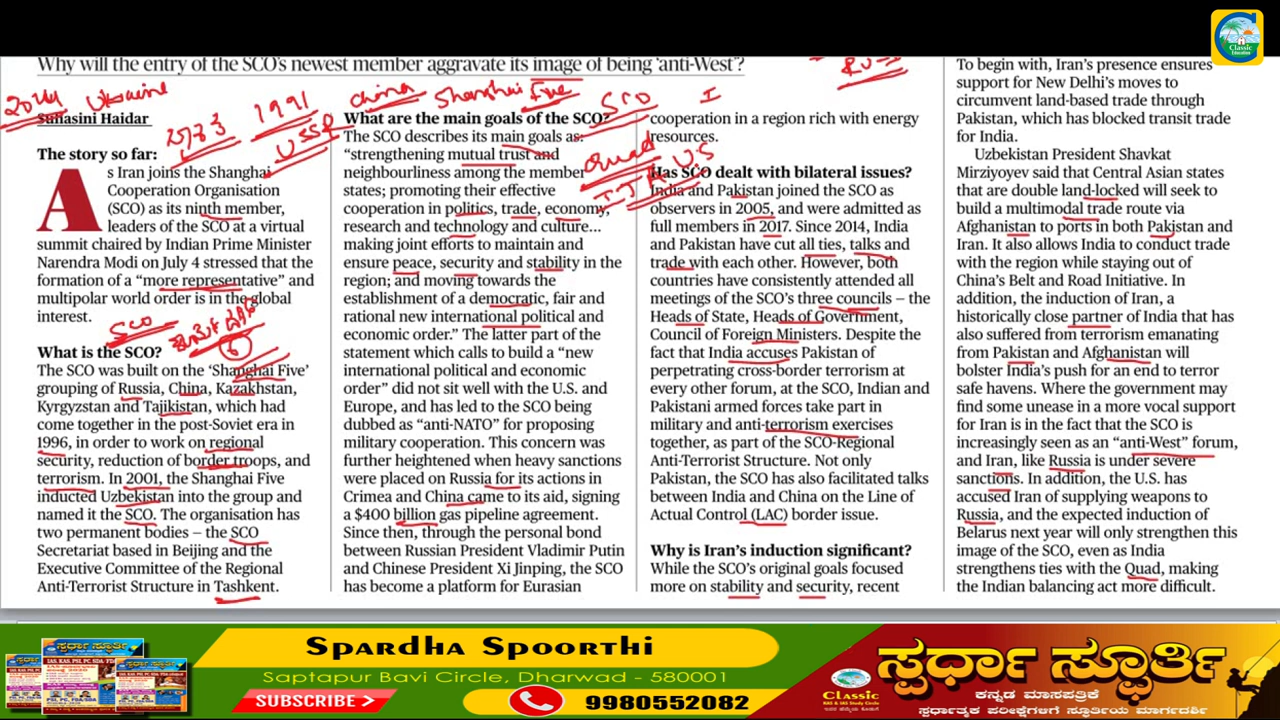 Classic
Education
Why will the entry of the SCO's newest member aggravate its image of being 'anti-West'?
2014 Ukraine
1991
USSR
China Shanghai Five
SCO
I
Quad
I J A U.S
Suhasini Haidar
The story so far:
As Iran joins the Shanghai
Cooperation Organisation
(SCO) as its ninth member,
leaders of the SCO at a virtual
summit chaired by Indian Prime Minister
Narendra Modi on July 4 stressed that the
formation of a “more representative” and
multipolar world order is in the global
interest.
SCO
6
What is the SCO?
The SCO was built on the ‘Shanghai Five’
grouping of Russia, China, Kazakhstan,
Kyrgyzstan and Tajikistan, which had
come together in the post-Soviet era in
1996, in order to work on regional
security, reduction of border troops, and
terrorism. In 2001, the Shanghai Five
inducted Uzbekistan into the group and
named it the SCO. The organisation has
two permanent bodies – the SCO
Secretariat based in Beijing and the
Executive Committee of the Regional
Anti-Terrorist Structure in Tashkent.
What are the main goals of the SCO?
The SCO describes its main goals as:
“strengthening mutual trust and
neighbourliness among the member
states; promoting their effective
cooperation in politics, trade, economy,
research and technology and culture...
making joint efforts to maintain and
ensure peace, security and stability in the
region; and moving towards the
establishment of a democratic, fair and
rational new international political and
economic order.” The latter part of the
statement which calls to build a “new
international political and economic
order” did not sit well with the U.S. and
Europe, and has led to the SCO being
dubbed as “anti-NATO” for proposing
military cooperation. This concern was
further heightened when heavy sanctions
were placed on Russia for its actions in
Crimea and China came to its aid, signing
a $400 billion gas pipeline agreement.
Since then, through the personal bond
between Russian President Vladimir Putin
and Chinese President Xi Jinping, the SCO
has become a platform for Eurasian
cooperation in a region rich with energy
resources.
Has SCO dealt with bilateral issues?
India and Pakistan joined the SCO as
observers in 2005, and were admitted as
full members in 2017. Since 2014, India
and Pakistan have cut all ties, talks and
trade with each other. However, both
countries have consistently attended all
meetings of the SCO's three councils – the
Heads of State, Heads of Government,
Council of Foreign Ministers. Despite the
fact that India accuses Pakistan of
perpetrating cross-border terrorism at
every other forum, at the SCO, Indian and
Pakistani armed forces take part in
military and anti-terrorism exercises
together, as part of the SCO-Regional
Anti-Terrorist Structure. Not only
Pakistan, the SCO has also facilitated talks
between India and China on the Line of
Actual Control (LAC) border issue.
Why is Iran's induction significant?
While the SCO's original goals focused
more on stability and security, recent
To begin with, Iran's presence ensures
support for New Delhi's moves to
circumvent land-based trade through
Pakistan, which has blocked transit trade
for India.
Uzbekistan President Shavkat
Mirziyoyev said that Central Asian states
that are double land-locked will seek to
build a multimodal trade route via
Afghanistan to ports in both Pakistan and
Iran. It also allows India to conduct trade
with the region while staying out of
China's Belt and Road Initiative. In
addition, the induction of Iran, a
historically close partner of India that has
also suffered from terrorism emanating
from Pakistan and Afghanistan will
bolster India's push for an end to terror
safe havens. Where the government may
find some unease in a more vocal support
for Iran is in the fact that the SCO is
increasingly seen as an “anti-West” forum,
and Iran, like Russia is under severe
sanctions. In addition, the U.S. has
accused Iran of supplying weapons to
Russia, and the expected induction of
Belarus next year will only strengthen this
image of the SCO, even as India
strengthens ties with the Quad, making
the Indian balancing act more difficult.
Spardha Spoorthi
Saptapur Bavi Circle, Dharwad - 580001
SUBSCRIBE
9980552082
Classic
KAS & IAS Study Circle
ಸ್ಪರ್ಧಾ ಸ್ಫೂರ್ತಿ
ಕನ್ನಡ ಮಾಸಪತ್ರಿಕೆ
ಸ್ಪರ್ಧಾತ್ಮಕ ಪರೀಕ್ಷೆಗಳಿಗೆ ಸ್ಫೂರ್ತಿಯ ಮಾರ್ಗದರ್ಶಿ